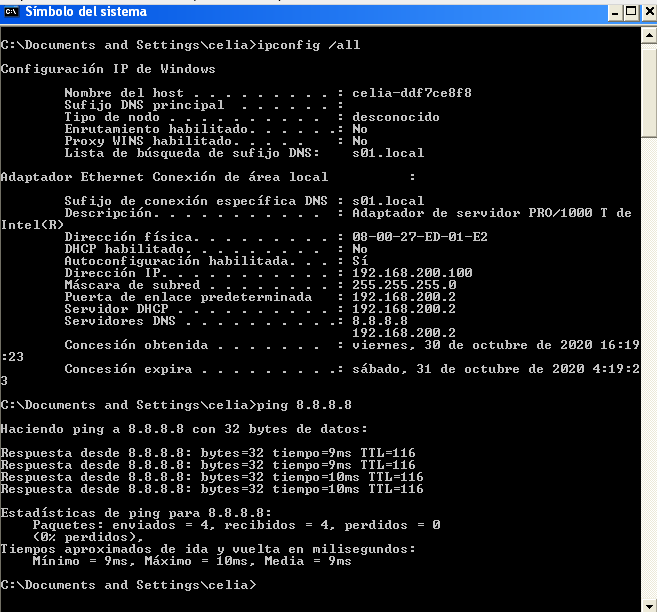 Símbolo del sistema
C:\Documents and Settings\celia>ipconfig /all
Configuración IP de Windows
Nombre del host . . . . . . . . . : celia-ddf7ce8f8
Sufijo DNS principal . . . . . . :
Tipo de nodo . . . . . . . . . . : desconocido
Enrutamiento habilitado. . . . . .: No
Proxy WINS habilitado. . . . . : No
Lista de búsqueda de sufijo DNS: s01.local
Adaptador Ethernet Conexión de área local :
Sufijo de conexión específica DNS : s01.local
Descripción. . . . . . . . . . . : Adaptador de servidor PRO/1000 T de
Intel(R)
Dirección física. . . . . . . . . : 08-00-27-ED-01-E2
DHCP habilitado. . . . . . . . . : No
Autoconfiguración habilitada. . . : Sí
Dirección IP. . . . . . . . . . . : 192.168.200.100
Máscara de subred . . . . . . . . : 255.255.255.0
Puerta de enlace predeterminada : 192.168.200.2
Servidor DHCP . . . . . . . . . . : 192.168.200.2
Servidores DNS . . . . . . . . . . .: 8.8.8.8
192.168.200.2
Concesión obtenida . . . . . . . : viernes, 30 de octubre de 2020 16:19
:23
Concesión expira . . . . . . . . .: sábado, 31 de octubre de 2020 4:19:2
3
C:\Documents and Settings\celia>ping 8.8.8.8
Haciendo ping a 8.8.8.8 con 32 bytes de datos:
Respuesta desde 8.8.8.8: bytes=32 tiempo=9ms TTL=116
Respuesta desde 8.8.8.8: bytes=32 tiempo=9ms TTL=116
Respuesta desde 8.8.8.8: bytes=32 tiempo=10ms TTL=116
Respuesta desde 8.8.8.8: bytes=32 tiempo=10ms TTL=116
Estadísticas de ping para 8.8.8.8:
Paquetes: enviados = 4, recibidos = 4, perdidos = 0
(0% perdidos),
Tiempos aproximados de ida y vuelta en milisegundos:
Mínimo = 9ms, Máximo = 10ms, Media = 9ms
C:\Documents and Settings\celia>